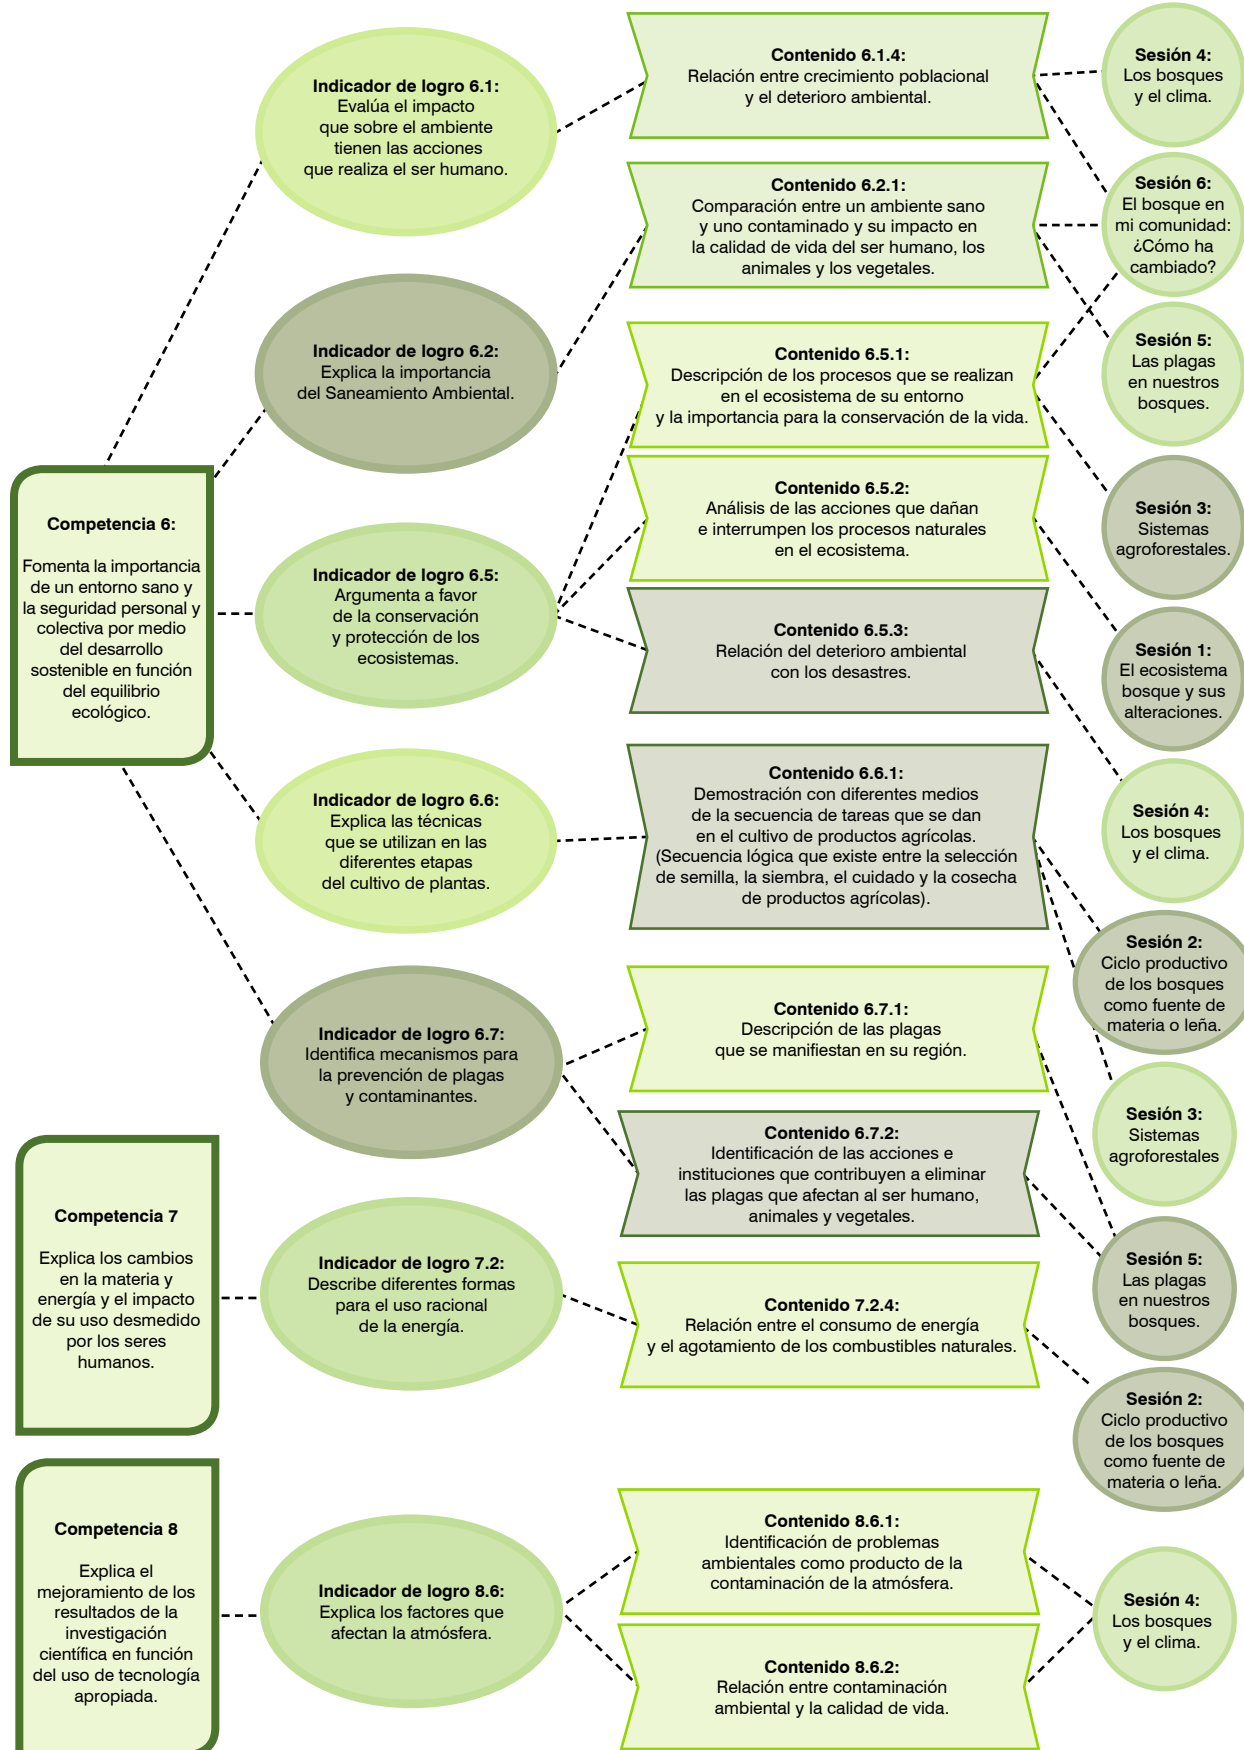 Competencia 6:
Fomenta la importancia
de un entorno sano y
la seguridad personal y
colectiva por medio
del desarrollo
sostenible en función
del equilibrio
ecológico.
Competencia 7
Explica los cambios
en la materia y
energía y el impacto
de su uso desmedido
por los seres
humanos.
Competencia 8
Explica el
mejoramiento de los
resultados de la
investigación
científica en función
del uso de tecnología
apropiada.
Indicador de logro 6.1:
Evalúa el impacto
que sobre el ambiente
tienen las acciones
que realiza el ser humano.
Indicador de logro 6.2:
Explica la importancia
del Saneamiento Ambiental.
Indicador de logro 6.5:
Argumenta a favor
de la conservación
y protección de los
ecosistemas.
Indicador de logro 6.6:
Explica las técnicas
que se utilizan en las
diferentes etapas
del cultivo de plantas.
Indicador de logro 6.7:
Identifica mecanismos para
la prevención de plagas
y contaminantes.
Indicador de logro 7.2:
Describe diferentes formas
para el uso racional
de la energía.
Indicador de logro 8.6:
Explica los factores que
afectan la atmósfera.
Contenido 6.1.4:
Relación entre crecimiento poblacional
y el deterioro ambiental.
Contenido 6.2.1:
Comparación entre un ambiente sano
y uno contaminado y su impacto en
la calidad de vida del ser humano, los
animales y los vegetales.
Contenido 6.5.1:
Descripción de los procesos que se realizan
en el ecosistema de su entorno
y la importancia para la conservación de la vida.
Contenido 6.5.2:
Análisis de las acciones que dañan
e interrumpen los procesos naturales
en el ecosistema.
Contenido 6.5.3:
Relación del deterioro ambiental
con los desastres.
Contenido 6.6.1:
Demostración con diferentes medios
de la secuencia de tareas que se dan
en el cultivo de productos agrícolas.
(Secuencia lógica que existe entre la selección
de semilla, la siembra, el cuidado y la cosecha
de productos agrícolas).
Contenido 6.7.1:
Descripción de las plagas
que se manifiestan en su región.
Contenido 6.7.2:
Identificación de las acciones e
instituciones que contribuyen a eliminar
las plagas que afectan al ser humano,
animales y vegetales.
Contenido 7.2.4:
Relación entre el consumo de energía
y el agotamiento de los combustibles naturales.
Contenido 8.6.1:
Identificación de problemas
ambientales como producto de la
contaminación de la atmósfera.
Contenido 8.6.2:
Relación entre contaminación
ambiental y la calidad de vida.
Sesión 4:
Los bosques
y el clima.
Sesión 6:
El bosque en
mi comunidad:
¿Cómo ha
cambiado?
Sesión 5:
Las plagas
en nuestros
bosques.
Sesión 3:
Sistemas
agroforestales.
Sesión 1:
El ecosistema
bosque y sus
alteraciones.
Sesión 4:
Los bosques
y el clima.
Sesión 2:
Ciclo productivo
de los bosques
como fuente de
materia o leña.
Sesión 3:
Sistemas
agroforestales
Sesión 5:
Las plagas
en nuestros
bosques.
Sesión 2:
Ciclo productivo
de los bosques
como fuente de
materia o leña.
Sesión 4:
Los bosques
y el clima.